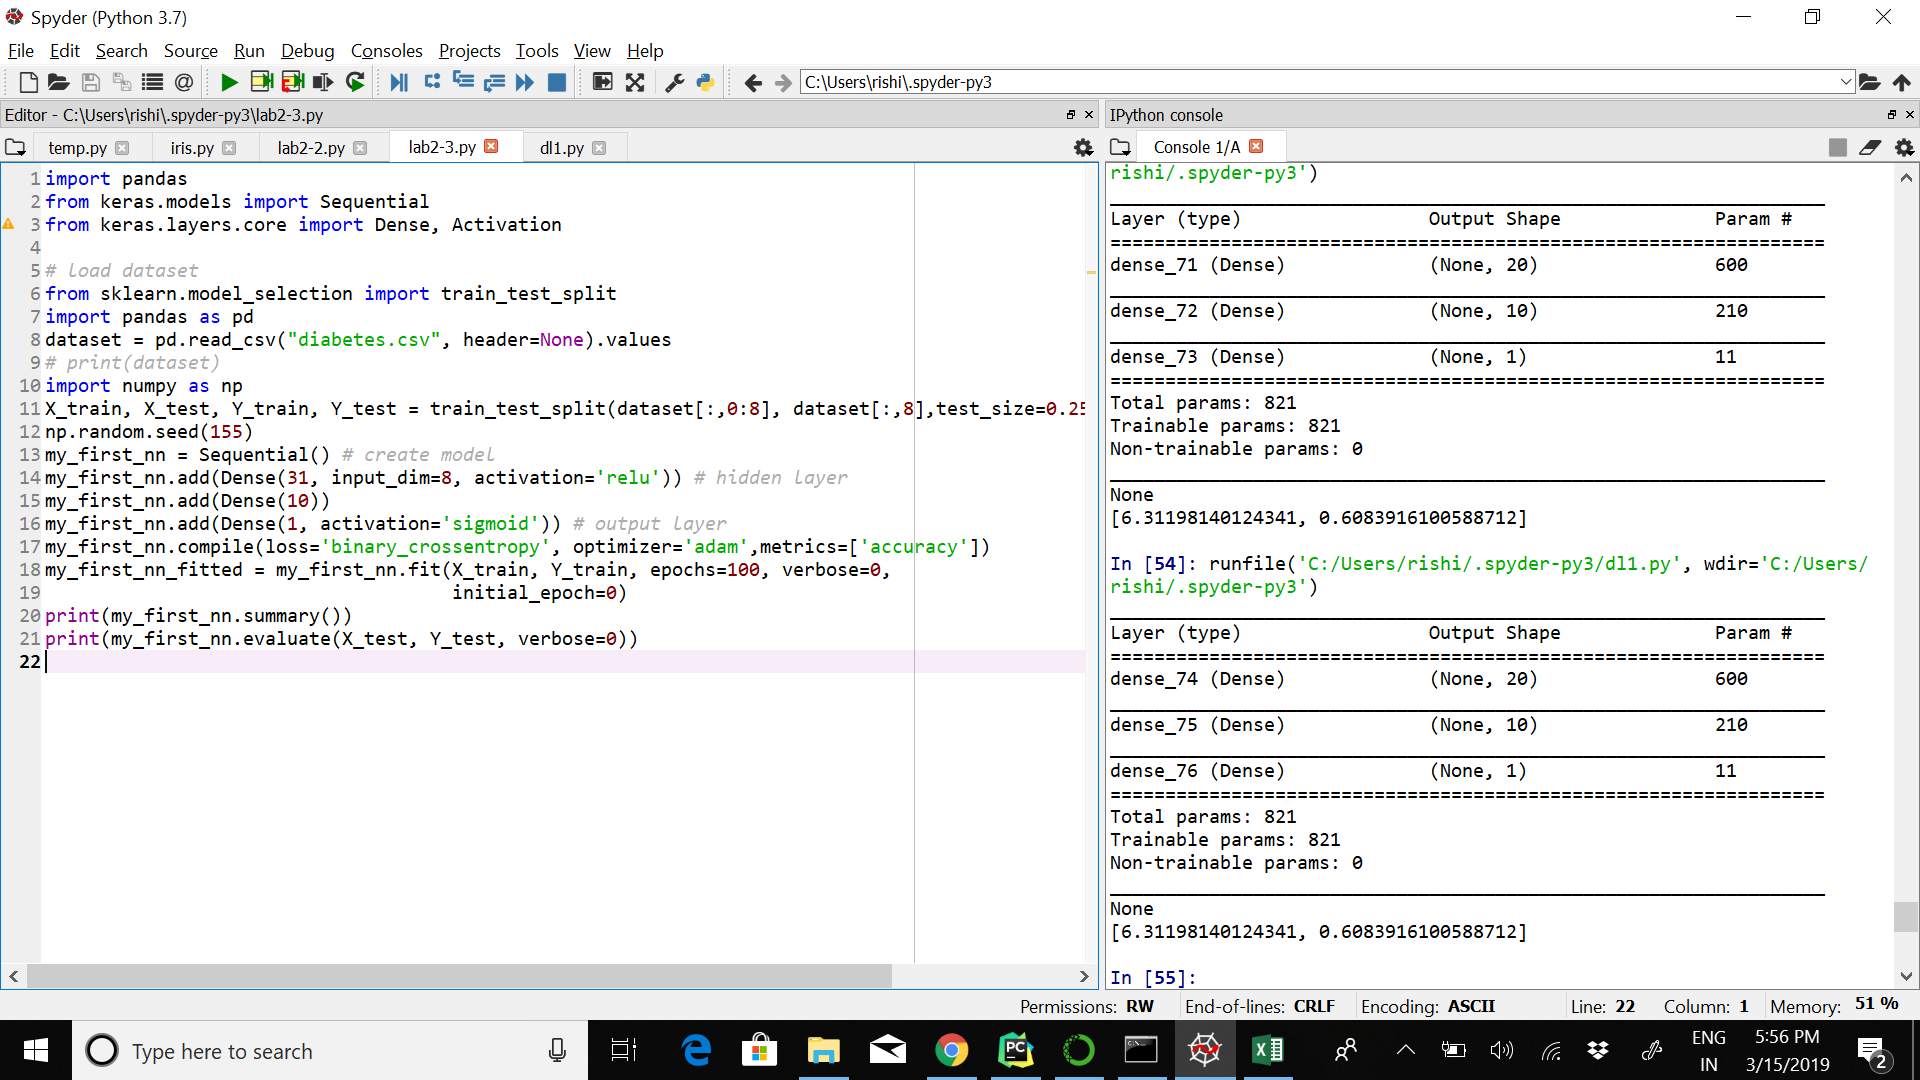 Spyder (Python 3.7)
File Edit Search Source Run Debug Consoles Projects Tools View Help
C:\Users\rishi\.spyder-py3
Editor - C:\Users\rishi\.spyder-py3\lab2-3.py
temp.py iris.py lab2-2.py lab2-3.py dl1.py
1 import pandas
2 from keras.models import Sequential
3 from keras.layers.core import Dense, Activation
4
5 # load dataset
6 from sklearn.model_selection import train_test_split
7 import pandas as pd
8 dataset = pd.read_csv("diabetes.csv", header=None).values
9 # print(dataset)
10 import numpy as np
11 X_train, X_test, Y_train, Y_test = train_test_split(dataset[:,0:8], dataset[:,8],test_size=0.25
12 np.random.seed(155)
13 my_first_nn = Sequential() # create model
14 my_first_nn.add(Dense(31, input_dim=8, activation='relu')) # hidden layer
15 my_first_nn.add(Dense(10))
16 my_first_nn.add(Dense(1, activation='sigmoid')) # output layer
17 my_first_nn.compile(loss='binary_crossentropy', optimizer='adam',metrics=['accuracy'])
18 my_first_nn_fitted = my_first_nn.fit(X_train, Y_train, epochs=100, verbose=0,
19 initial_epoch=0)
20 print(my_first_nn.summary())
21 print(my_first_nn.evaluate(X_test, Y_test, verbose=0))
22
IPython console
Console 1/A
rishi/.spyder-py3')
_________________________________________________________________
Layer (type) Output Shape Param #
=================================================================
dense_71 (Dense) (None, 20) 600
_________________________________________________________________
dense_72 (Dense) (None, 10) 210
_________________________________________________________________
dense_73 (Dense) (None, 1) 11
=================================================================
Total params: 821
Trainable params: 821
Non-trainable params: 0
_________________________________________________________________
None
[6.31198140124341, 0.6083916100588712]
In [54]: runfile('C:/Users/rishi/.spyder-py3/dl1.py', wdir='C:/Users/
rishi/.spyder-py3')
_________________________________________________________________
Layer (type) Output Shape Param #
=================================================================
dense_74 (Dense) (None, 20) 600
_________________________________________________________________
dense_75 (Dense) (None, 10) 210
_________________________________________________________________
dense_76 (Dense) (None, 1) 11
=================================================================
Total params: 821
Trainable params: 821
Non-trainable params: 0
_________________________________________________________________
None
[6.31198140124341, 0.6083916100588712]
In [55]:
Permissions: RW End-of-lines: CRLF Encoding: ASCII Line: 22 Column: 1 Memory: 51 %
Type here to search
ENG
IN
5:56 PM
3/15/2019
2